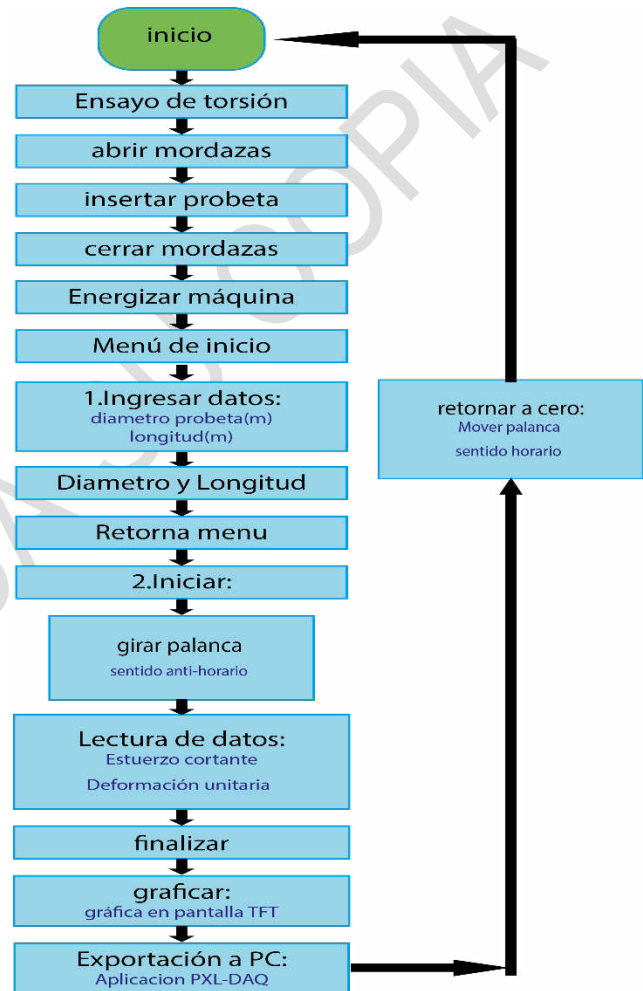 inicio
Ensayo de torsión
abrir mordazas
insertar probeta
cerrar mordazas
Energizar máquina
Menú de inicio
1.Ingresar datos:
diametro probeta(m)
longitud(m)
Diametro y Longitud
Retorna menu
2.Iniciar:
girar palanca
sentido anti-horario
Lectura de datos:
Estuerzo cortante
Deformación unitaria
finalizar
graficar:
gráfica en pantalla TFT
Exportación a PC:
Aplicacion PXL-DAQ
retornar a cero:
Mover palanca
sentido horario
COPIA